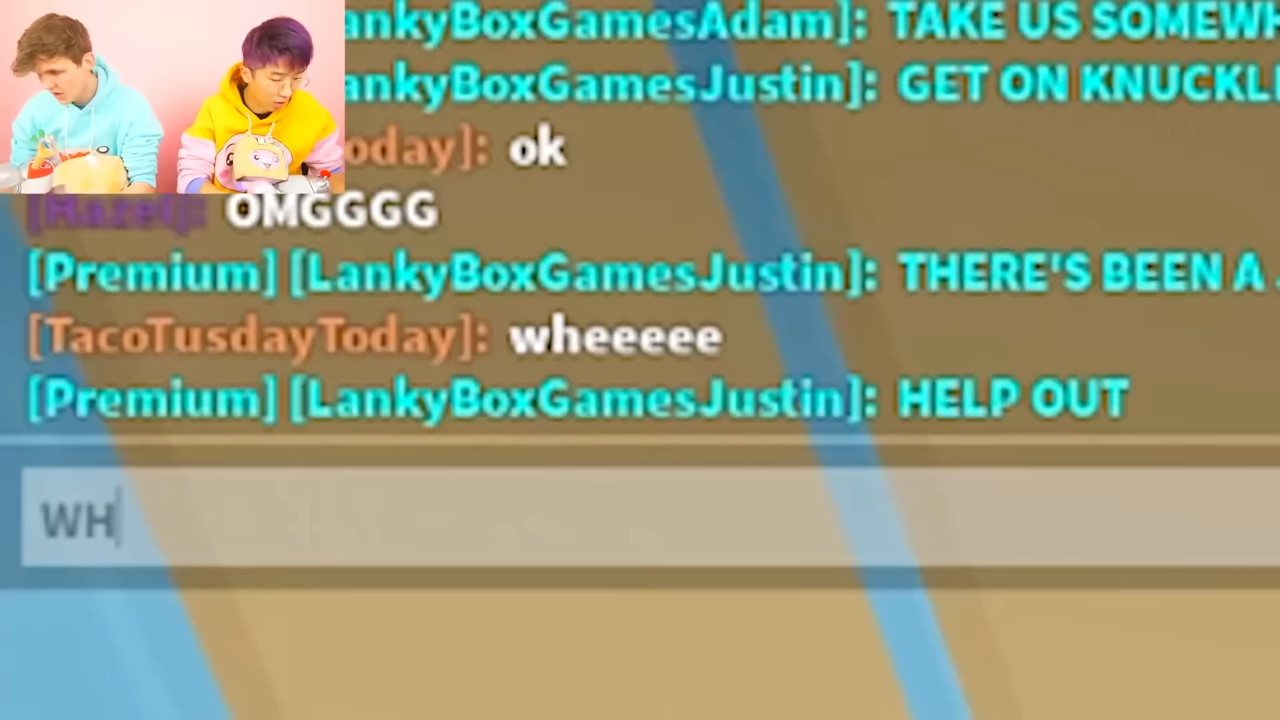 ankyBoxGamesAdam]: TAKE US SOMEWH
ankyBoxGamesJustin]: GET ON KNUCKL
oday]: ok
[Hazel]: OMGGGG
[Premium] [LankyBoxGamesJustin]: THERE'S BEEN A
[TacoTusdayToday]: wheeeee
[Premium] [LankyBoxGamesJustin]: HELP OUT
WH